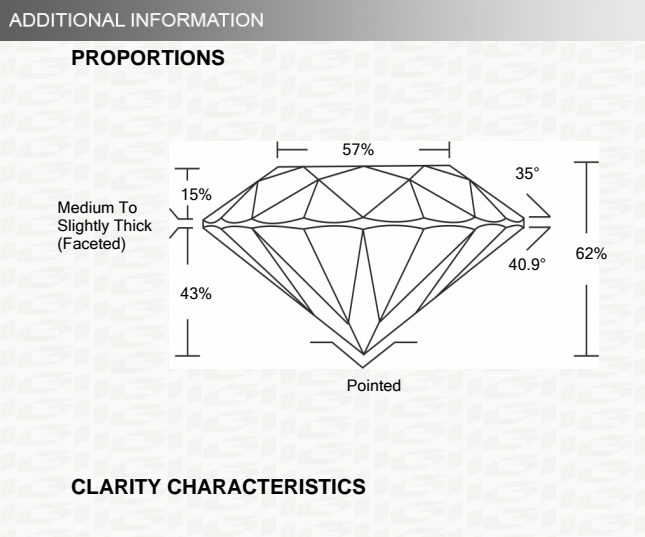 ADDITIONAL INFORMATION
PROPORTIONS
57%
35°
15%
Medium To
Slightly Thick
(Faceted)
62%
40.9°
43%
Pointed
CLARITY CHARACTERISTICS